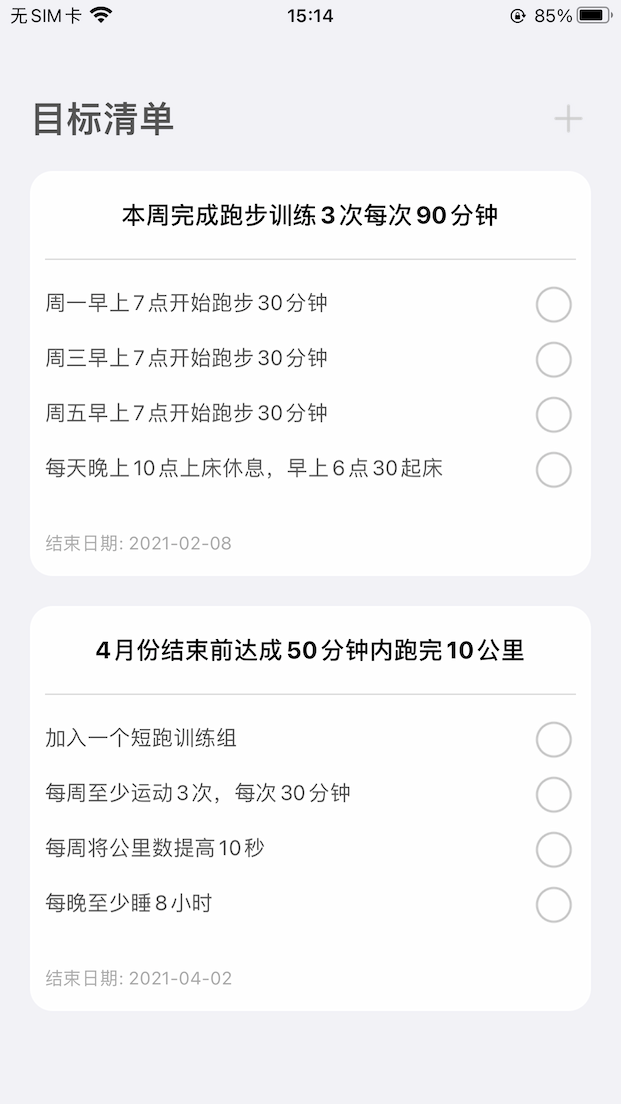 无SIM卡 15:14 85%
目标清单
本周完成跑步训练3次每次90分钟
周一早上7点开始跑步30分钟
周三早上7点开始跑步30分钟
周五早上7点开始跑步30分钟
每天晚上10点上床休息，早上6点30起床
结束日期: 2021-02-08
4月份结束前达成50分钟内跑完10公里
加入一个短跑训练组
每周至少运动3次，每次30分钟
每周将公里数提高10秒
每晚至少睡8小时
结束日期: 2021-04-02